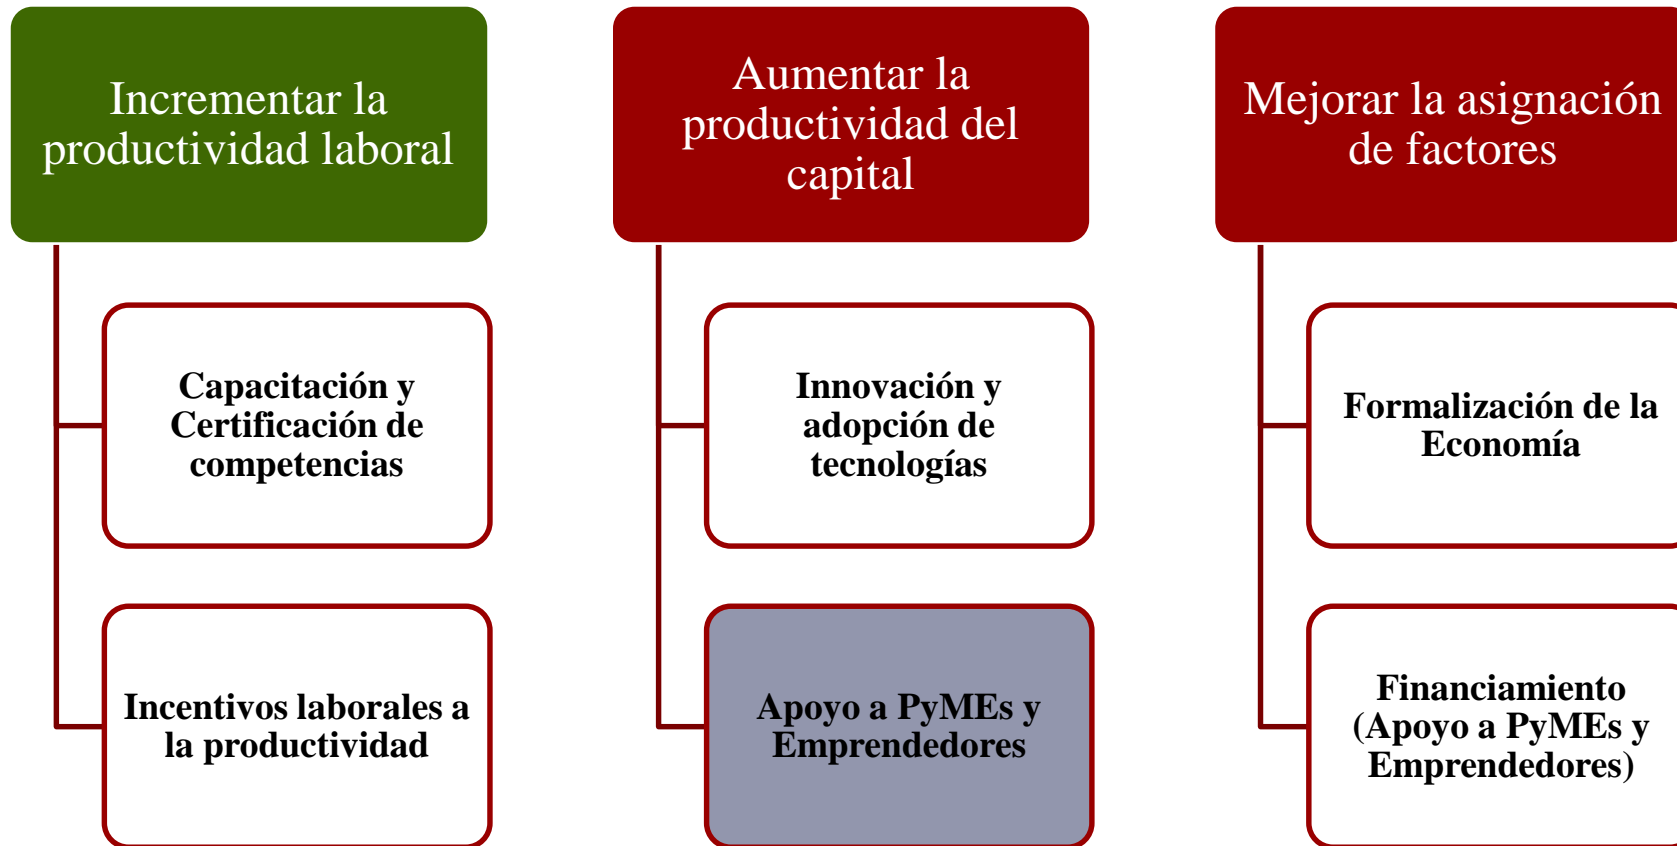 Incrementar la
productividad laboral
Capacitación y
Certificación de
competencias
Incentivos laborales a
la productividad
Aumentar la
productividad del
capital
Innovación y
adopción de
tecnologías
Apoyo a PyMEs y
Emprendedores
Mejorar la asignación
de factores
Formalización de la
Economía
Financiamiento
(Apoyo a PyMEs y
Emprendedores)